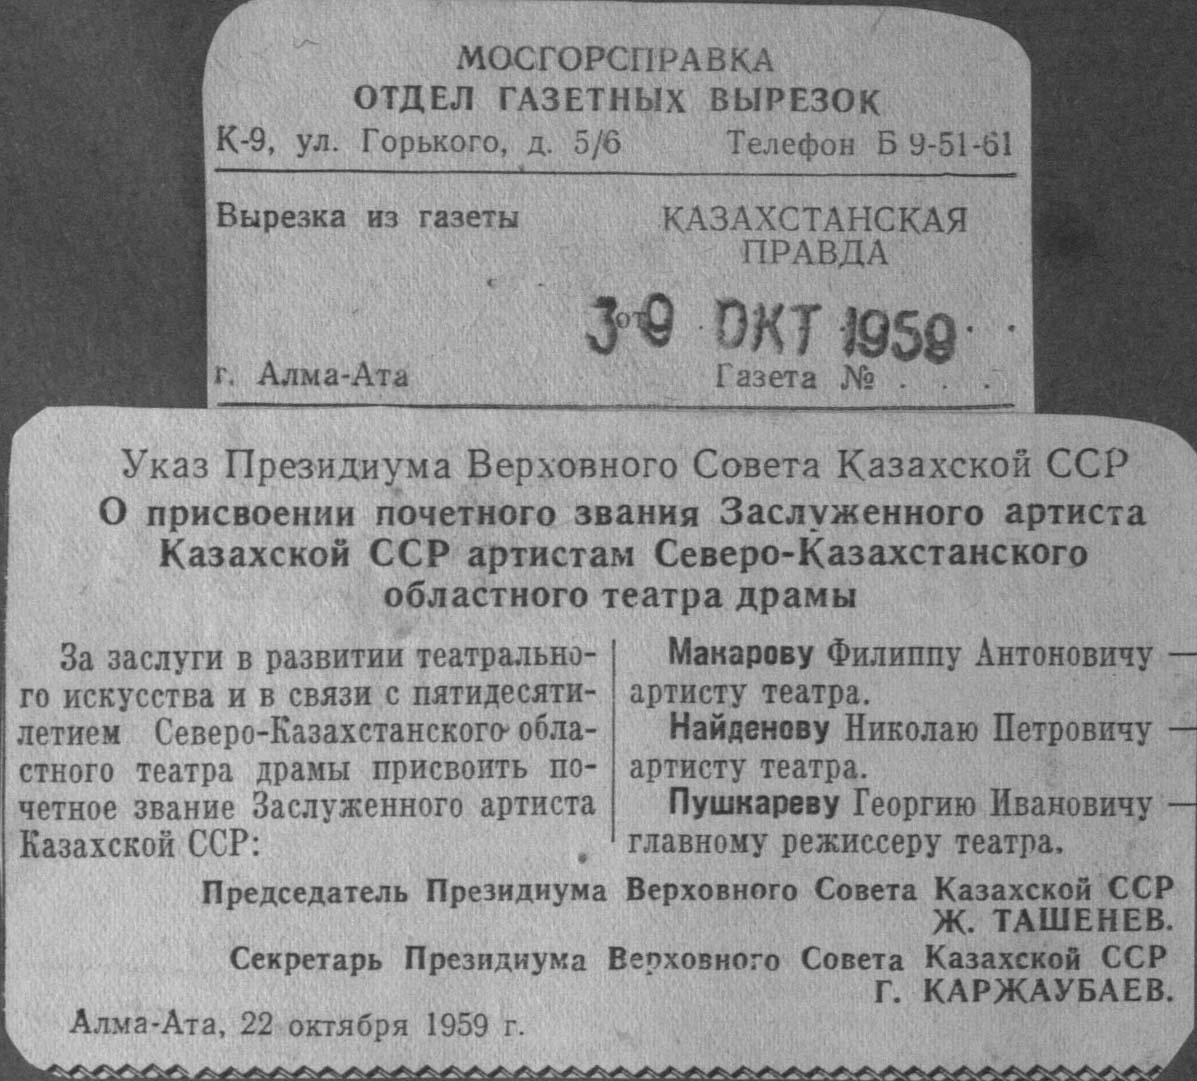 МОСГОРСПРАВКА
ОТДЕЛ ГАЗЕТНЫХ ВЫРЕЗОК
К-9, ул. Горького, д. 5/6 Телефон Б 9-51-61
Вырезка из газеты
КАЗАХСТАНСКАЯ
ПРАВДА
от ОКТ 1959
г. Алма-Ата Газета № . . .
Указ Президиума Верховного Совета Казахской ССР
О присвоении почетного звания Заслуженного артиста
Казахской ССР артистам Северо-Казахстанского
областного театра драмы
За заслуги в развитии театрально-
го искусства и в связи с пятидесяти-
летием Северо-Казахстанского обла-
стного театра драмы присвоить по-
четное звание Заслуженного артиста
Казахской ССР:
Макарову Филиппу Антоновичу —
артисту театра.
Найденову Николаю Петровичу —
артисту театра.
Пушкареву Георгию Ивановичу —
главному режиссеру театра.
Председатель Президиума Верховного Совета Казахской ССР
Ж. ТАШЕНЕВ.
Секретарь Президиума Верховного Совета Казахской ССР
Г. КАРЖАУБАЕВ.
Алма-Ата, 22 октября 1959 г.